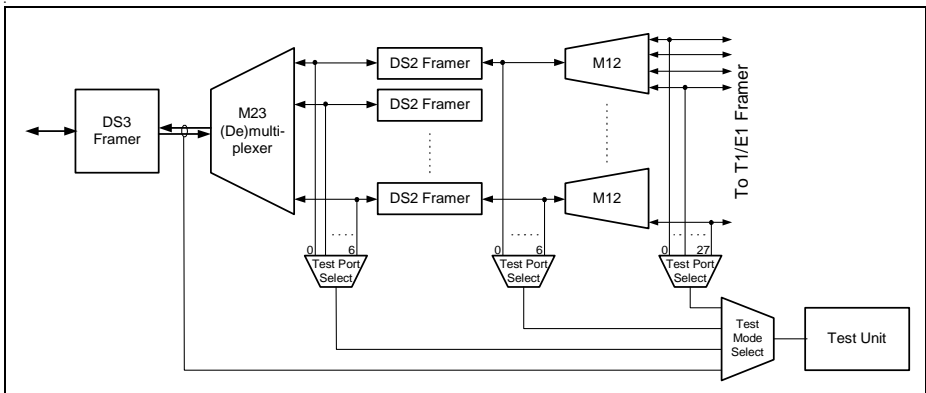 DS3
Framer
M23
(De)multi-
plexer
DS2 Framer
DS2 Framer
DS2 Framer
M12
M12
To T1/E1 Framer
0
6
Test Port
Select
0
6
Test Port
Select
0
27
Test Port
Select
Test
Mode
Select
Test Unit